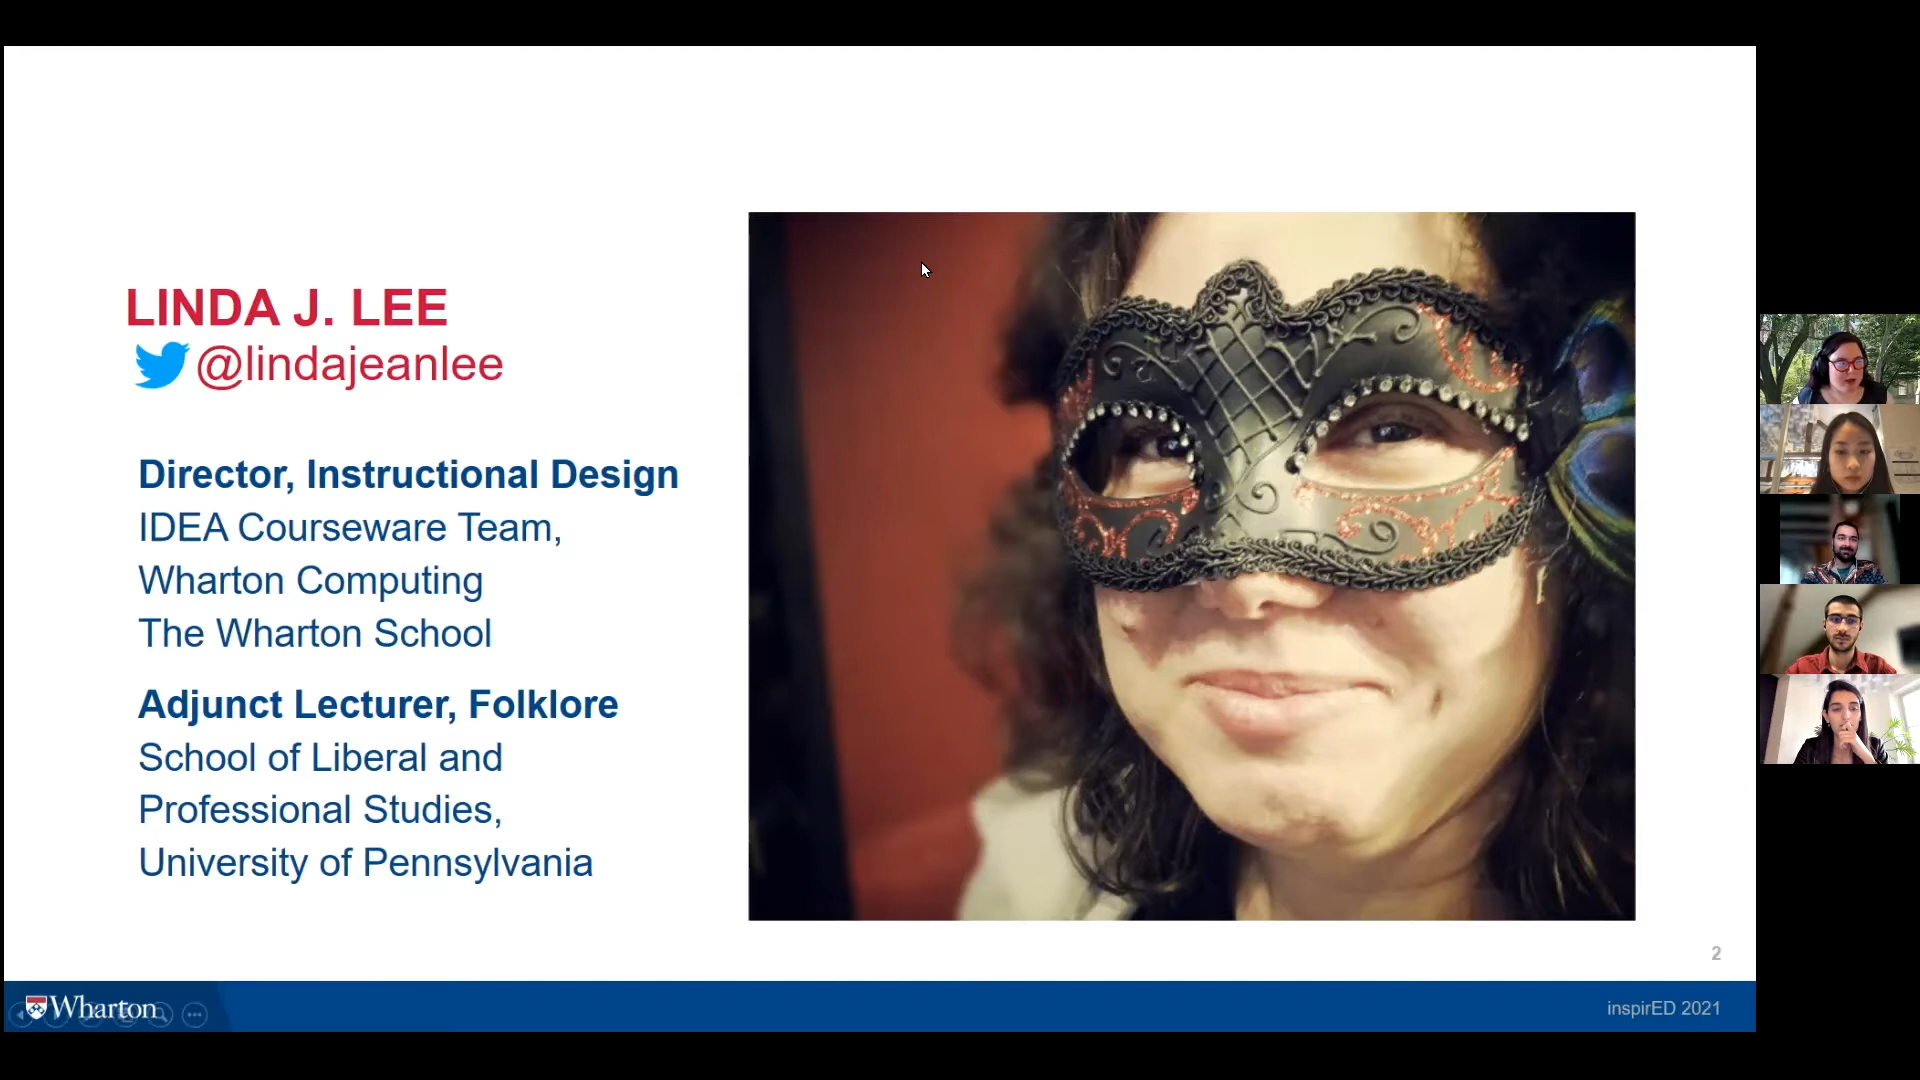 LINDA J. LEE
@lindajeanlee
Director, Instructional Design
IDEA Courseware Team,
Wharton Computing
The Wharton School
Adjunct Lecturer, Folklore
School of Liberal and
Professional Studies,
University of Pennsylvania
2
Wharton
inspirED 2021